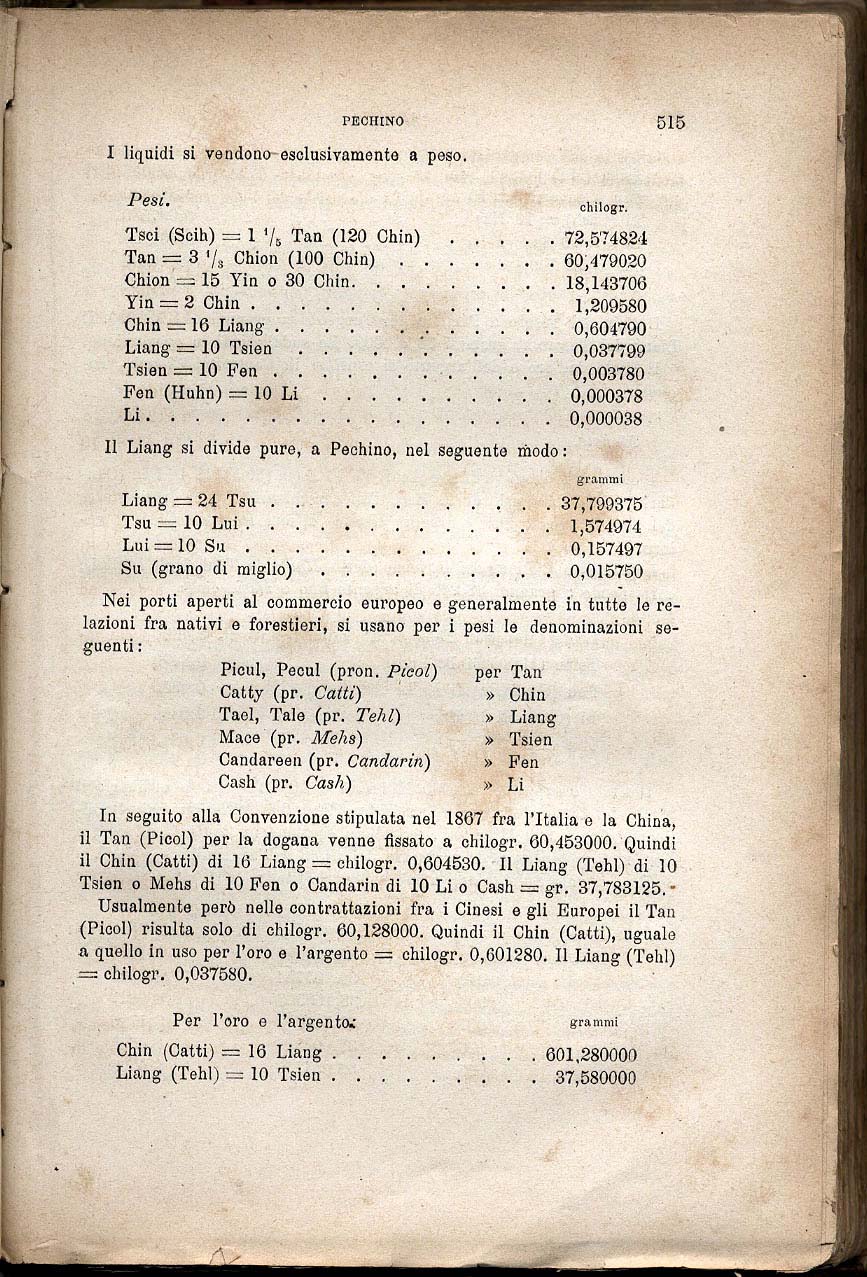 PECHINO 515
I liquidi si vendono esclusivamente a peso.
Pesi. chilogr.
Tsci (Scih) = 1 1/5 Tan (120 Chin) . . . . . 72,574824
Tan = 3 1/3 Chion (100 Chin) . . . . . . . 60,479020
Chion = 15 Yin o 30 Chin. . . . . . . . . 18,143706
Yin = 2 Chin . . . . . . . . . . . . . 1,209580
Chin = 16 Liang . . . . . . . . . . . . 0,604790
Liang = 10 Tsien . . . . . . . . . . . 0,037799
Tsien = 10 Fen . . . . . . . . . . . . 0,003780
Fen (Huhn) = 10 Li . . . . . . . . . . 0,000378
Li . . . . . . . . . . . . . . . . . 0,000038
Il Liang si divide pure, a Pechino, nel seguente modo:
grammi
Liang = 24 Tsu . . . . . . . . . . . . 37,799375
Tsu = 10 Lui . . . . . . . . . . . . . 1,574974
Lui = 10 Su . . . . . . . . . . . . . 0,157497
Su (grano di miglio) . . . . . . . . . . 0,015750
Nei porti aperti al commercio europeo e generalmente in tutte le re-
lazioni fra nativi e forestieri, si usano per i pesi le denominazioni se-
guenti:
Picul, Pecul (pron. Picol) per Tan
Catty (pr. Catti) » Chin
Tael, Tale (pr. Tehl) » Liang
Mace (pr. Mehs) » Tsien
Candareen (pr. Candarin) » Fen
Cash (pr. Cash) » Li
In seguito alla Convenzione stipulata nel 1867 fra l'Italia e la China,
il Tan (Picol) per la dogana venne fissato a chilogr. 60,453000. Quindi
il Chin (Catti) di 16 Liang = chilogr. 0,604530. Il Liang (Tehl) di 10
Tsien o Mehs di 10 Fen o Candarin di 10 Li o Cash = gr. 37,783125.
Usualmente però nelle contrattazioni fra i Cinesi e gli Europei il Tan
(Picol) risulta solo di chilogr. 60,128000. Quindi il Chin (Catti), uguale
a quello in uso per l'oro e l'argento = chilogr. 0,601280. Il Liang (Tehl)
= chilogr. 0,037580.
Per l'oro e l'argento: grammi
Chin (Catti) = 16 Liang . . . . . . . . . 601,280000
Liang (Tehl) = 10 Tsien . . . . . . . . . 37,580000